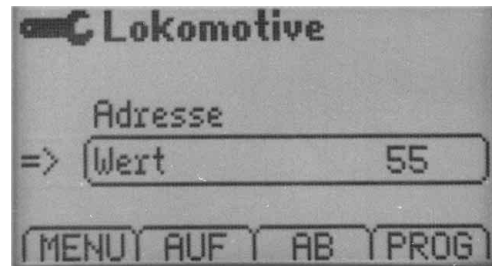 Lokomotive
Adresse
=> Wert 55
MENU AUF AB PROG